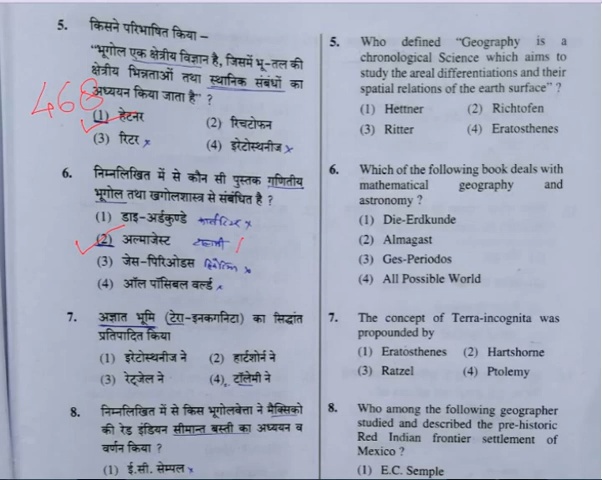 5. किसने परिभाषित किया –
"भूगोल एक क्षेत्रीय विज्ञान है, जिसमें भू-तल की
क्षेत्रीय भिन्नताओं तथा स्थानिक संबंधों का
अध्ययन किया जाता है" ?
468
(1) हेटनर (2) रिचटोफन
(3) रिटर x (4) इरेटोस्थनीज x
6. निम्नलिखित में से कौन सी पुस्तक गणितीय
भूगोल तथा खगोलशास्त्र से संबंधित है ?
(1) डाइ-अर्डकुण्डे x
(2) अल्माजेस्ट टालमी
(3) जेस-पिरिओडस x
(4) ऑल पॉसिबल वर्ल्ड x
7. अज्ञात भूमि (टेरा-इनकगनिटा) का सिद्धांत
प्रतिपादित किया
(1) इरेटोस्थनीज ने (2) हार्टशोर्न ने
(3) रेट्जेल ने (4) टॉलेमी ने
8. निम्नलिखित में से किस भूगोलबेत्ता ने मैक्सिको
की रेड इंडियन सीमान्त बस्ती का अध्ययन व
वर्णन किया ?
(1) ई.सी. सेम्पल x
5. Who defined "Geography is a
chronological Science which aims to
study the areal differentiations and their
spatial relations of the earth surface" ?
(1) Hettner (2) Richtofen
(3) Ritter (4) Eratosthenes
6. Which of the following book deals with
mathematical geography and
astronomy ?
(1) Die-Erdkunde
(2) Almagast
(3) Ges-Periodos
(4) All Possible World
7. The concept of Terra-incognita was
propounded by
(1) Eratosthenes (2) Hartshorne
(3) Ratzel (4) Ptolemy
8. Who among the following geographer
studied and described the pre-historic
Red Indian frontier settlement of
Mexico ?
(1) E.C. Semple